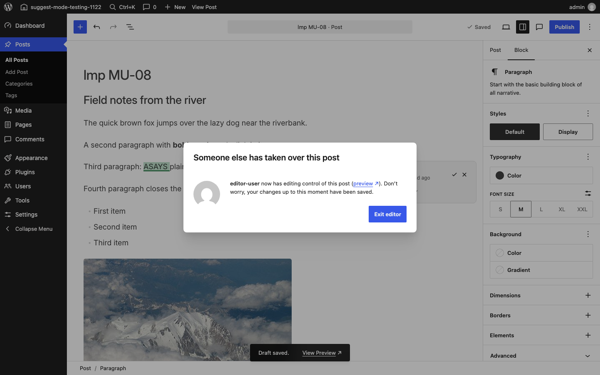 suggest-mode-testing-1122
Ctrl+K
0
New
View Post
admin
Dashboard
Posts
All Posts
Add Post
Categories
Tags
Media
Pages
Comments
Appearance
Plugins
Users
Tools
Settings
Collapse Menu
Imp MU-08 · Post
Saved
Publish
Imp MU-08
Field notes from the river
The quick brown fox jumps over the lazy dog near the riverbank.
A second paragraph with
Third paragraph: ASAYS
Fourth paragraph closes the
First item
Second item
Third item
ago
Someone else has taken over this post
editor-user now has editing control of this post (preview ↗). Don't
worry, your changes up to this moment have been saved.
Exit editor
Draft saved.
View Preview ↗
Post
Block
Paragraph
Start with the basic building block of
all narrative.
Styles
Default
Display
Typography
Color
FONT SIZE
S
M
L
XL
XXL
Background
Color
Gradient
Dimensions
Borders
Elements
Advanced
Post / Paragraph